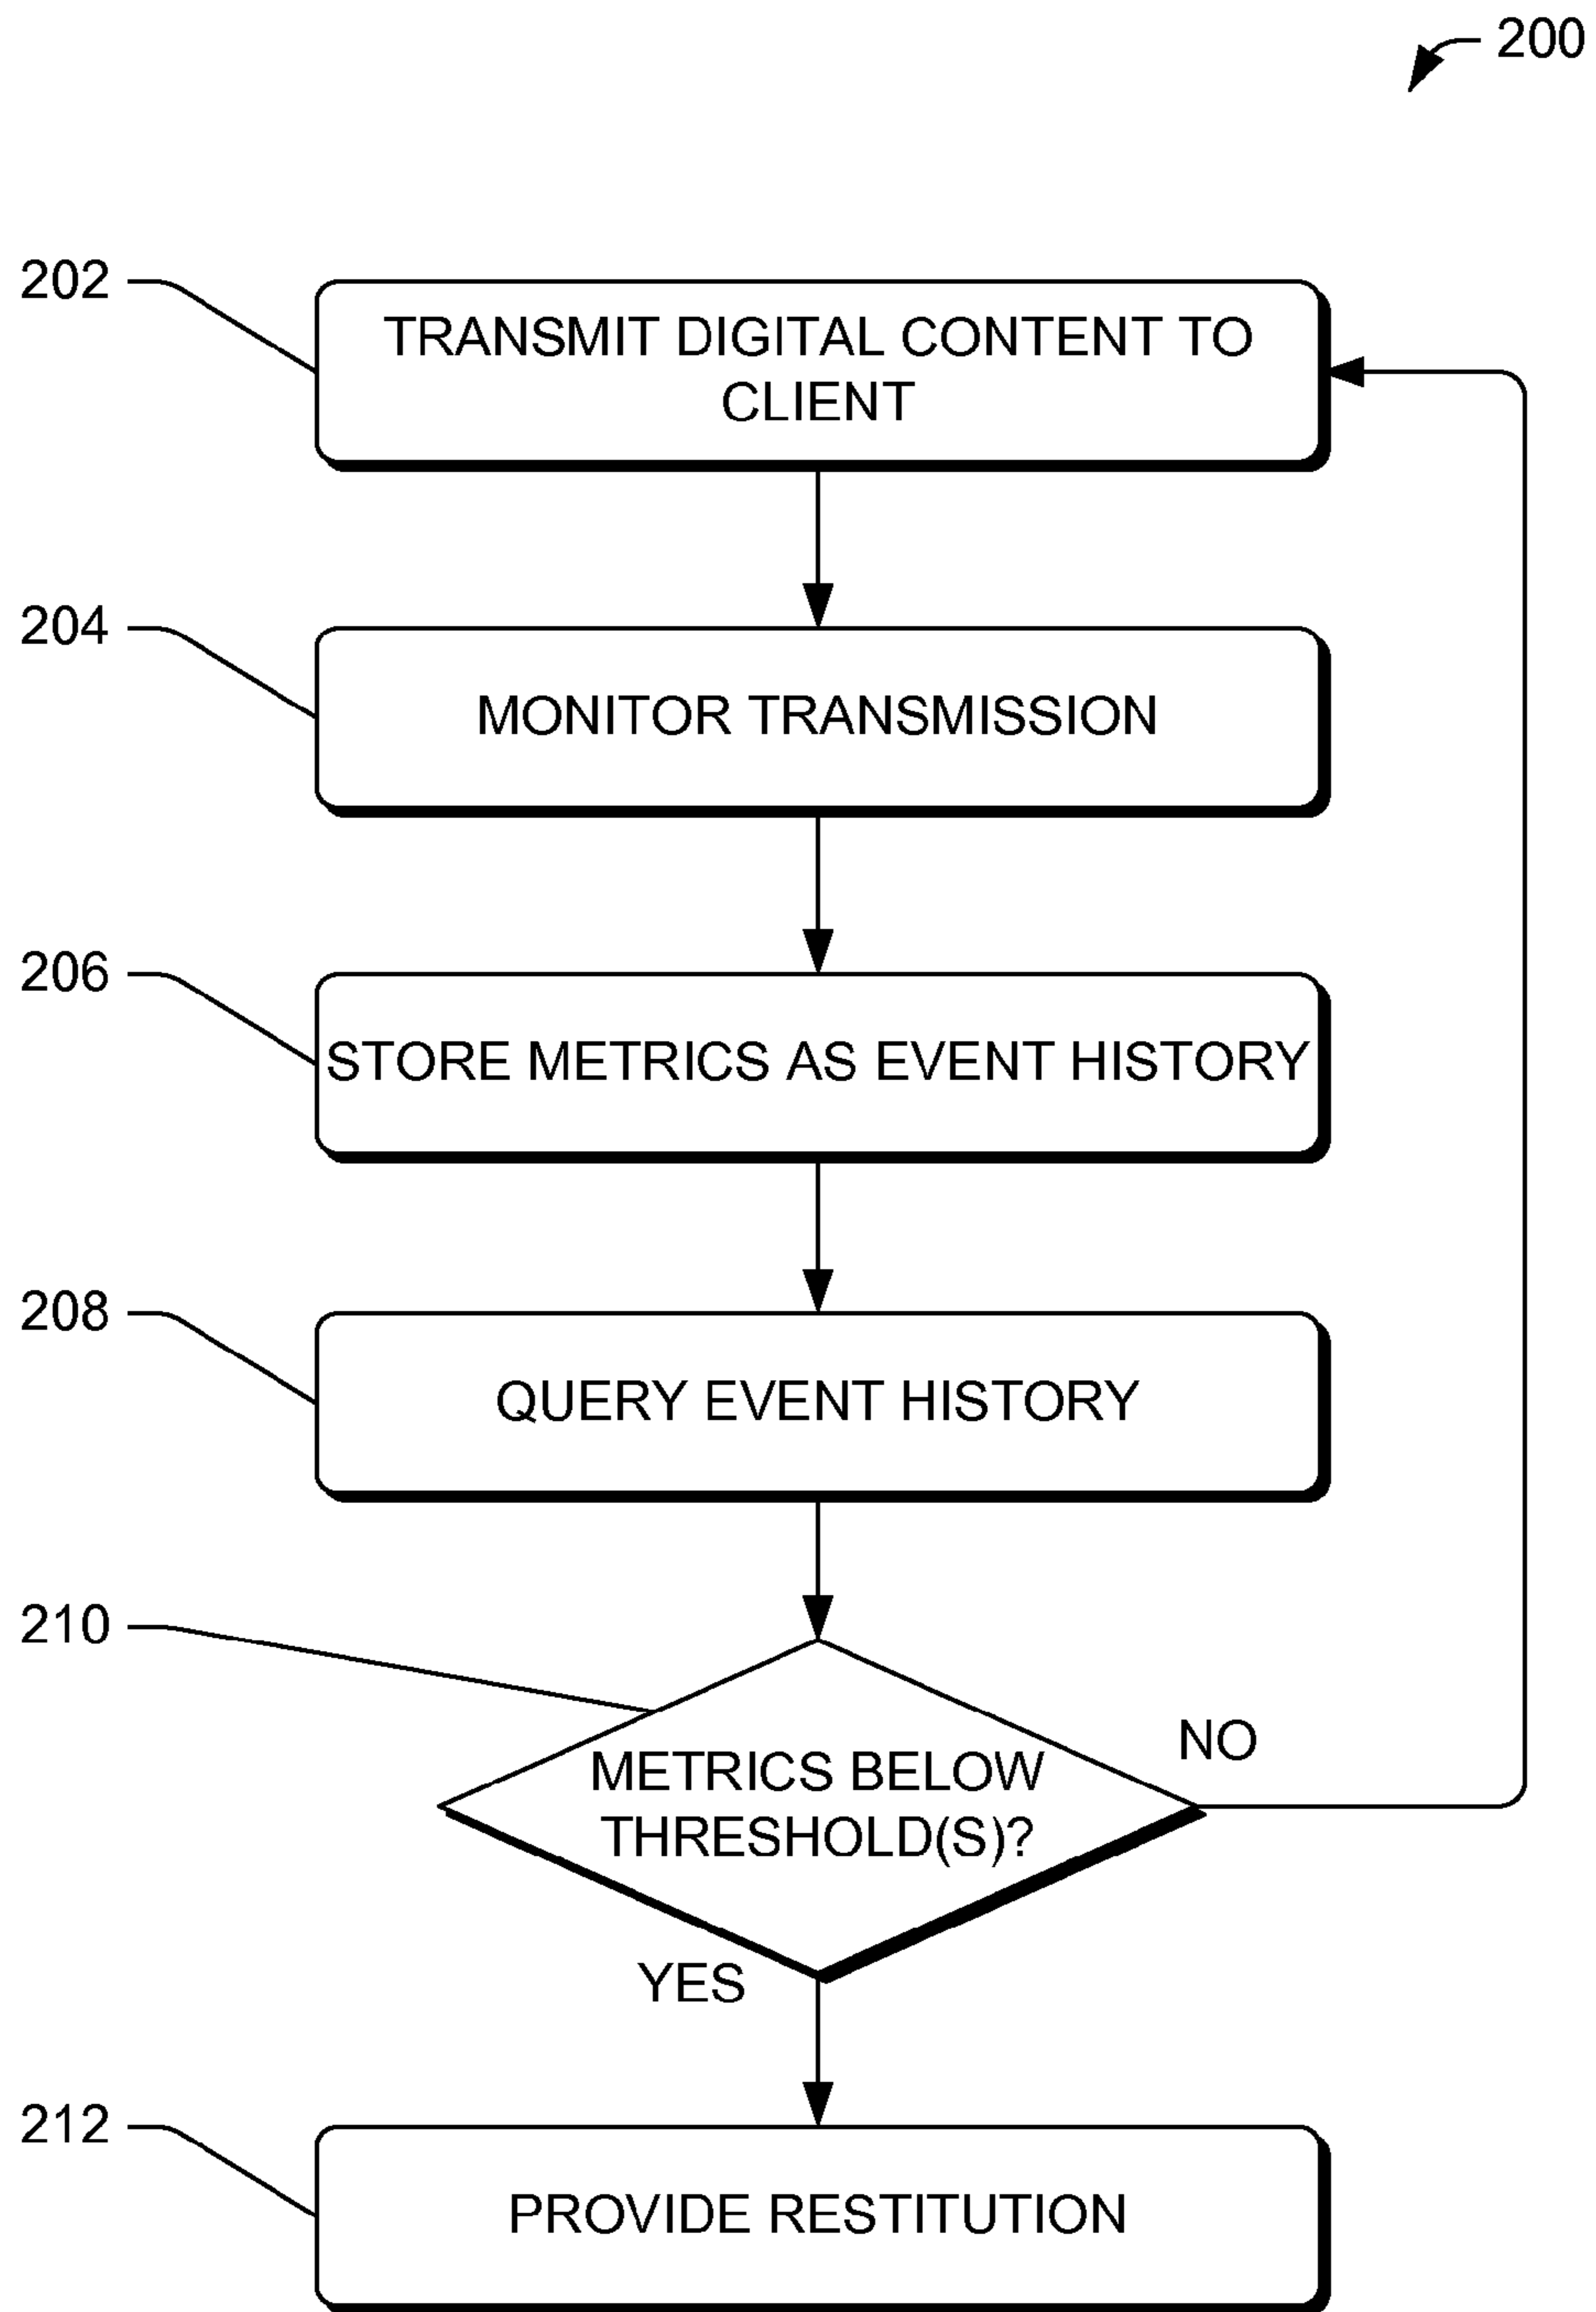 200
202
TRANSMIT DIGITAL CONTENT TO
CLIENT
204
MONITOR TRANSMISSION
206
STORE METRICS AS EVENT HISTORY
208
QUERY EVENT HISTORY
210
METRICS BELOW
THRESHOLD(S)?
NO
YES
212
PROVIDE RESTITUTION